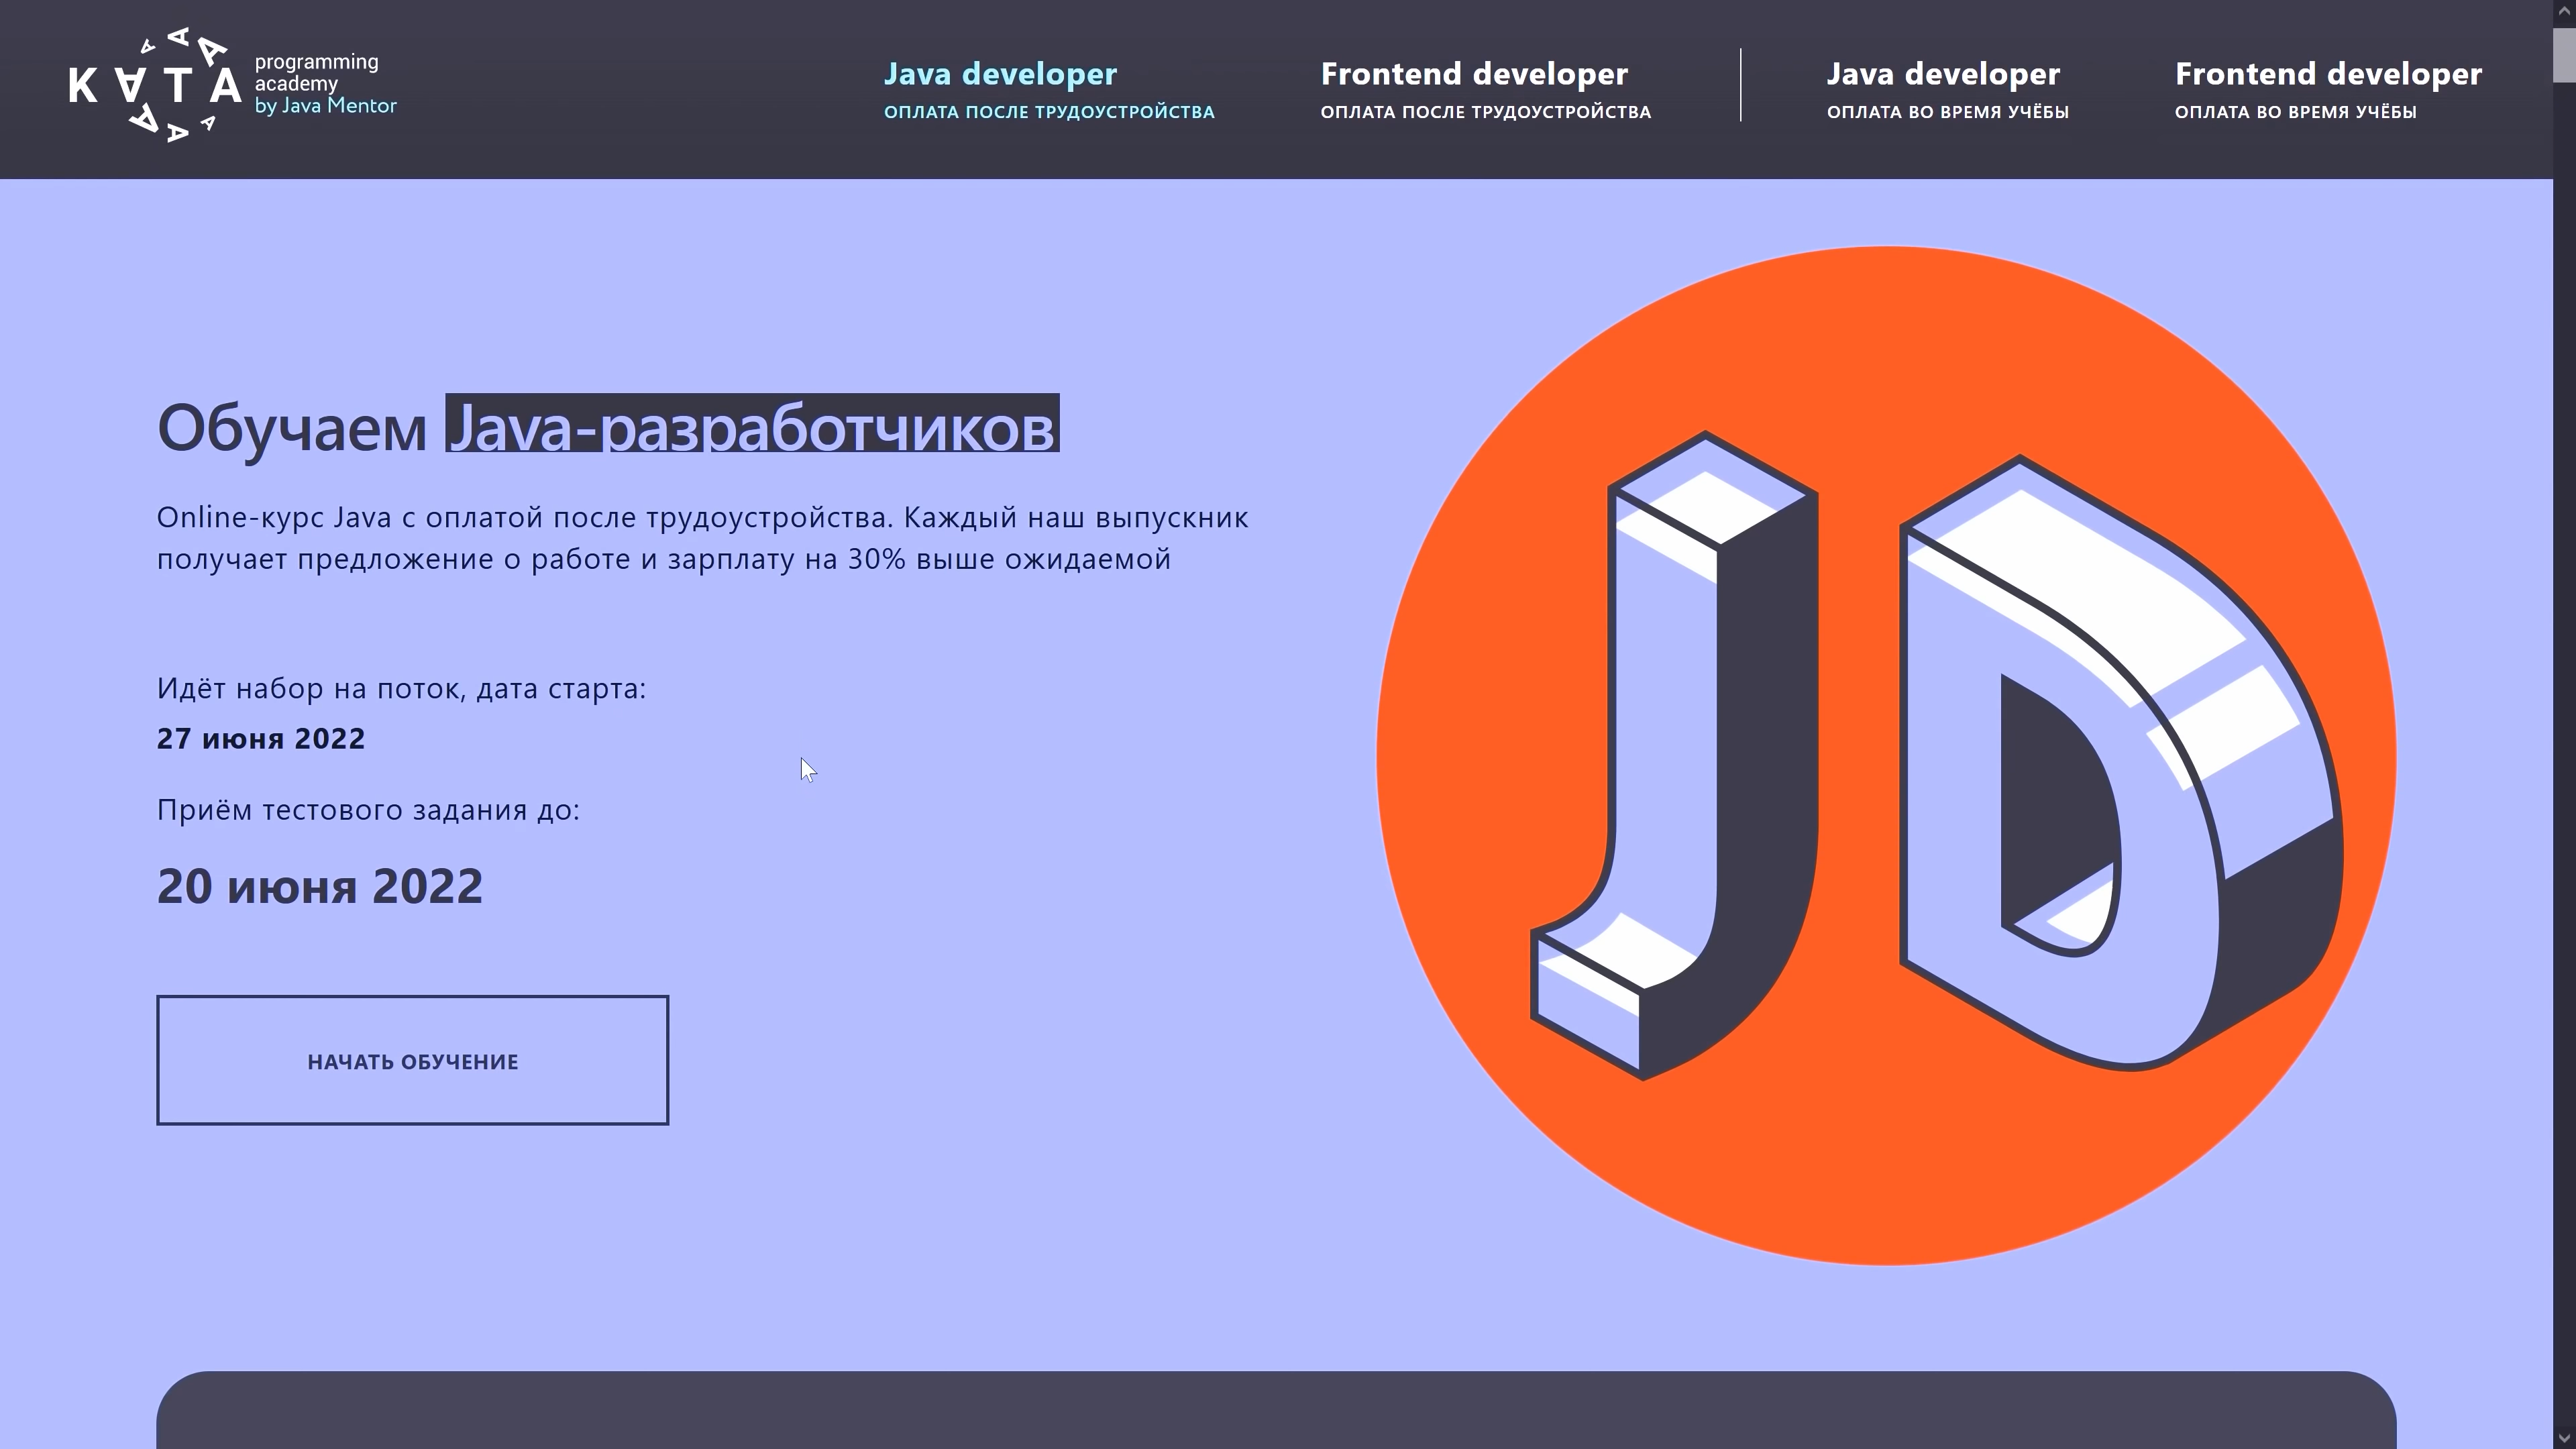 KATA
programming
academy
by Java Mentor
Java developer
ОПЛАТА ПОСЛЕ ТРУДОУСТРОЙСТВА
Frontend developer
ОПЛАТА ПОСЛЕ ТРУДОУСТРОЙСТВА
Java developer
ОПЛАТА ВО ВРЕМЯ УЧЁБЫ
Frontend developer
ОПЛАТА ВО ВРЕМЯ УЧЁБЫ
Обучаем Java-разработчиков
Online-курс Java с оплатой после трудоустройства. Каждый наш выпускник
получает предложение о работе и зарплату на 30% выше ожидаемой
Идёт набор на поток, дата старта:
27 июня 2022
Приём тестового задания до:
20 июня 2022
НАЧАТЬ ОБУЧЕНИЕ
JD